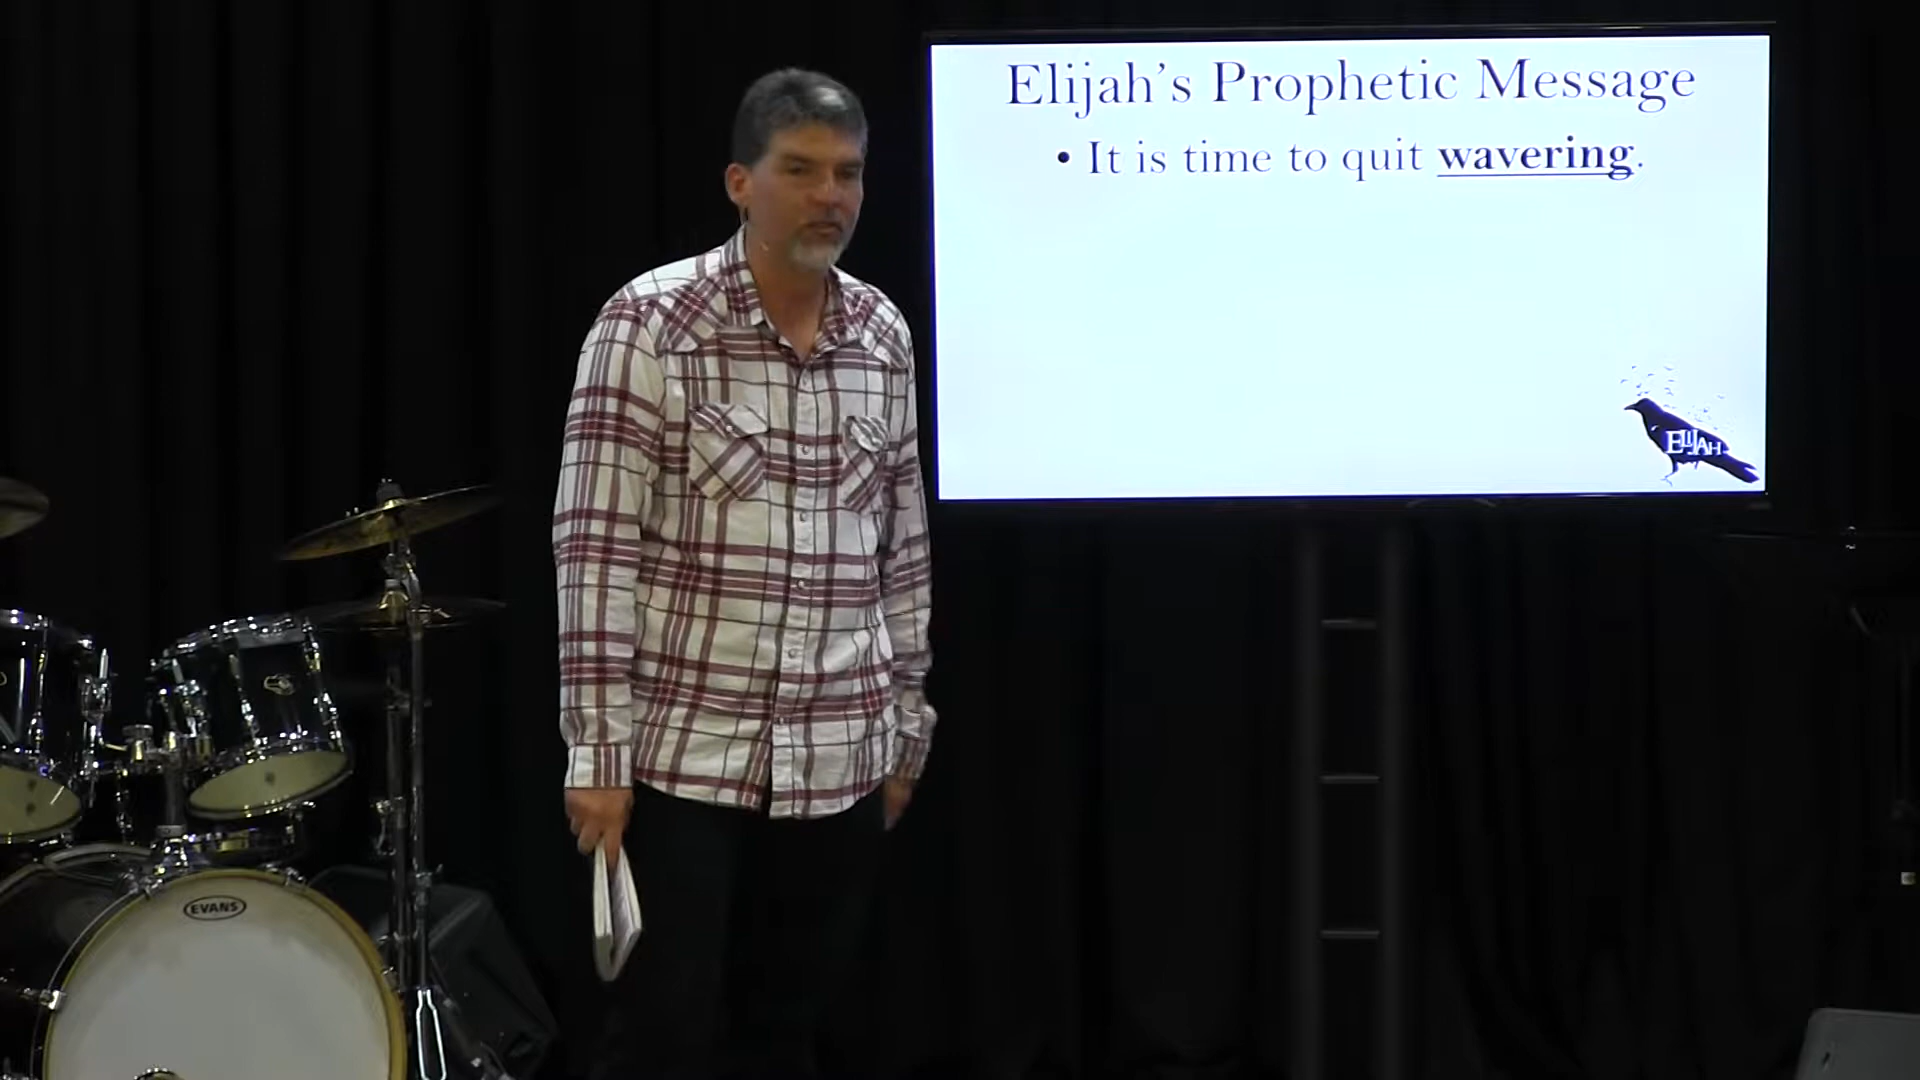 Elijah’s Prophetic Message
• It is time to quit wavering.
ELIJAH
EVANS